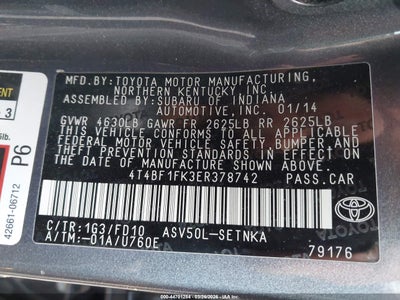 MFD.BY:TOYOTA MOTOR MANUFACTURING,
NORTHERN KENTUCKY INC
ASSEMBLED BY:SUBARU OF INDIANA
AUTOMOTIVE,INC. 01/14
GVWR 4630LB GAWR FR 2625LB RR 2625LB
THIS VEHICLE CONFORMS TO ALL APPLICABLE
FEDERAL MOTOR VEHICLE SAFETY,
BUMPER, AND THEFT PREVENTION STANDARDS
IN EFFECT ON THE DATE OF
MANUFACTURE SHOWN ABOVE.
4T4BF1FK3ER378742 PASS.CAR
C/TR:1G3/FD10 ASV50L-SETNKA
A/TM:-01A/U760E
79176
TOYOTA
3
P6
42661-06712
000-44701284 - 03/26/2026 - IAA, Inc.